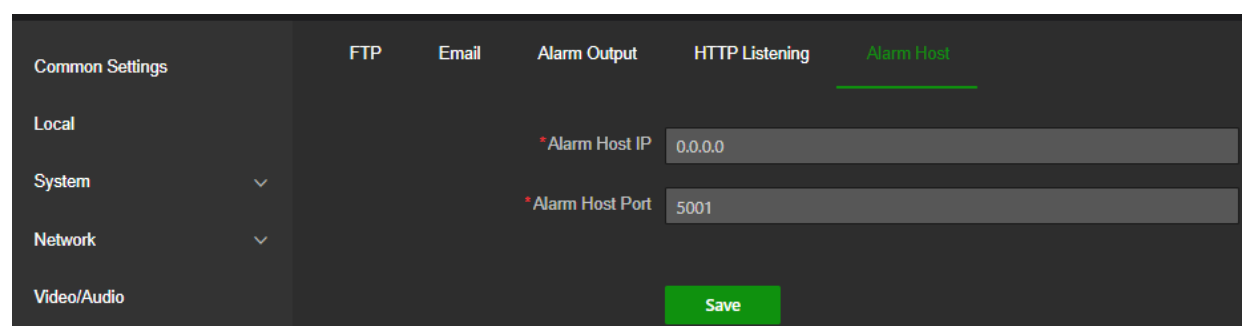 Common Settings
Local
System
Network
Video/Audio
FTP Email Alarm Output HTTP Listening Alarm Host
*Alarm Host IP 0.0.0.0
*Alarm Host Port 5001
Save